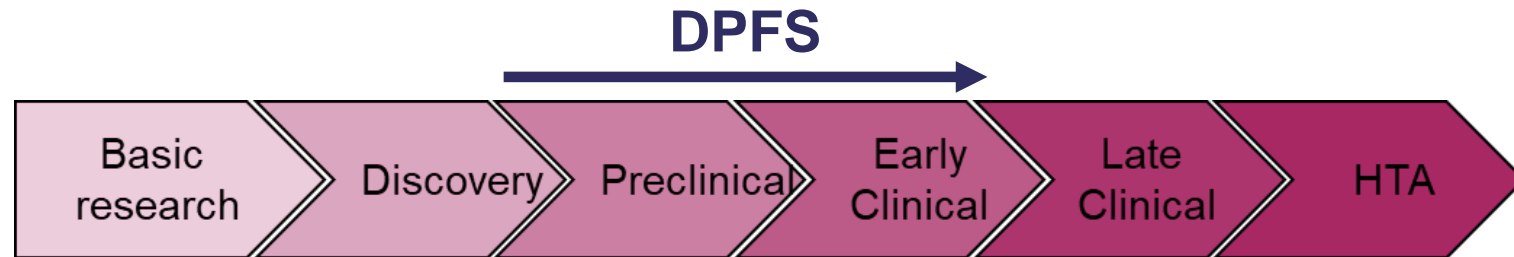 DPFS
Basic
research
Discovery
Preclinical
Early
Clinical
Late
Clinical
HTA